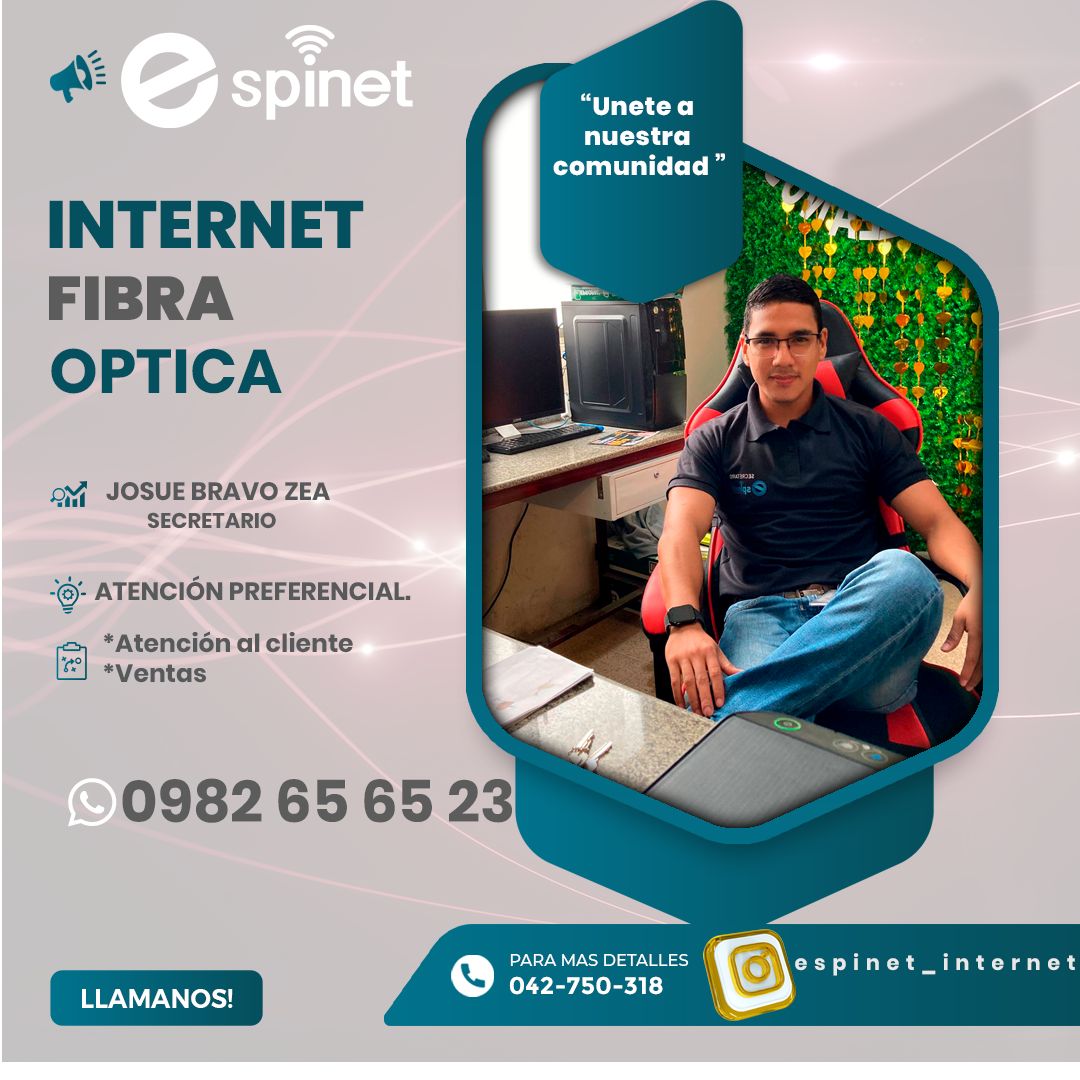 espinet
“Unete a
nuestra
comunidad ”
INTERNET
FIBRA
OPTICA
JOSUE BRAVO ZEA
SECRETARIO
ATENCIÓN PREFERENCIAL.
*Atención al cliente
*Ventas
0982 65 65 23
PARA MAS DETALLES
042-750-318
espinet_internet
LLAMANOS!
SECRETARIO